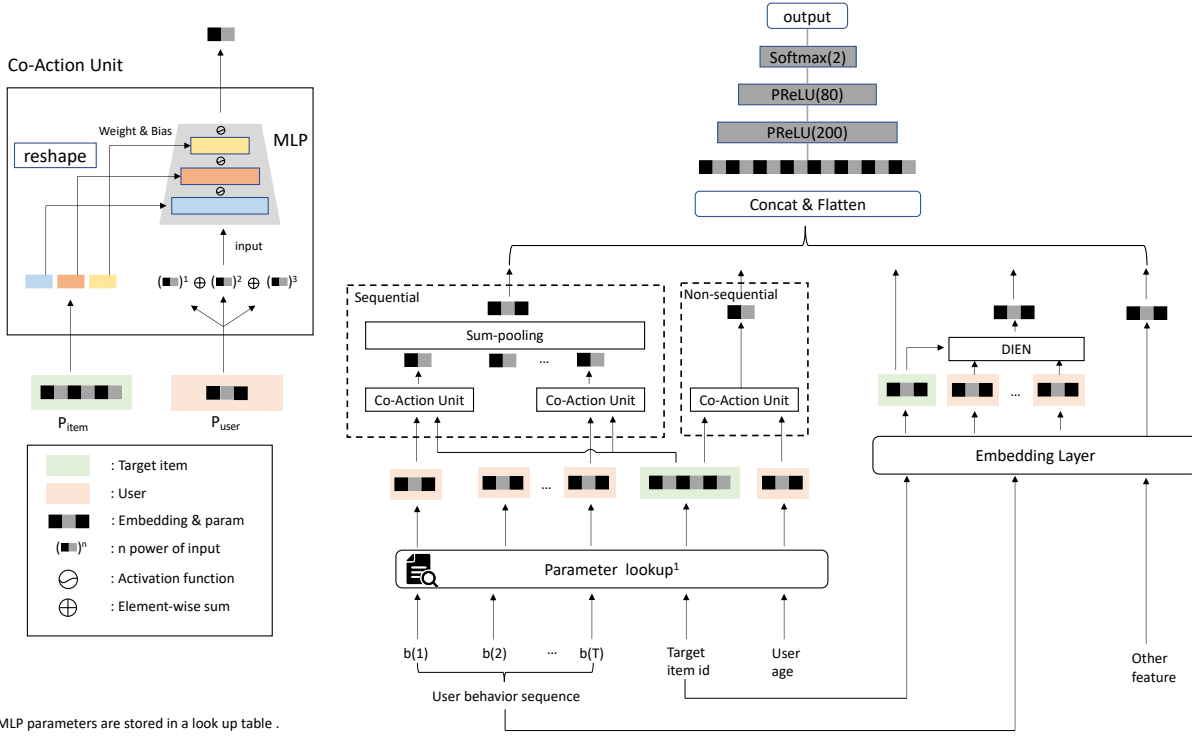 Co-Action Unit
reshape
Weight & Bias
MLP
input
(  )¹ ⊕ (  )² ⊕ (  )³
P_item
P_user
: Target item
: User
: Embedding & param
(  )ⁿ : n power of input
: Activation function
⊕ : Element-wise sum
MLP parameters are stored in a look up table .
output
Softmax(2)
PReLU(80)
PReLU(200)
Concat & Flatten
Sequential
Sum-pooling
...
Co-Action Unit
Co-Action Unit
Non-sequential
Co-Action Unit
DIEN
...
Embedding Layer
...
Parameter lookup¹
b(1)
b(2)
...
b(T)
User behavior sequence
Target
item id
User
age
Other
feature